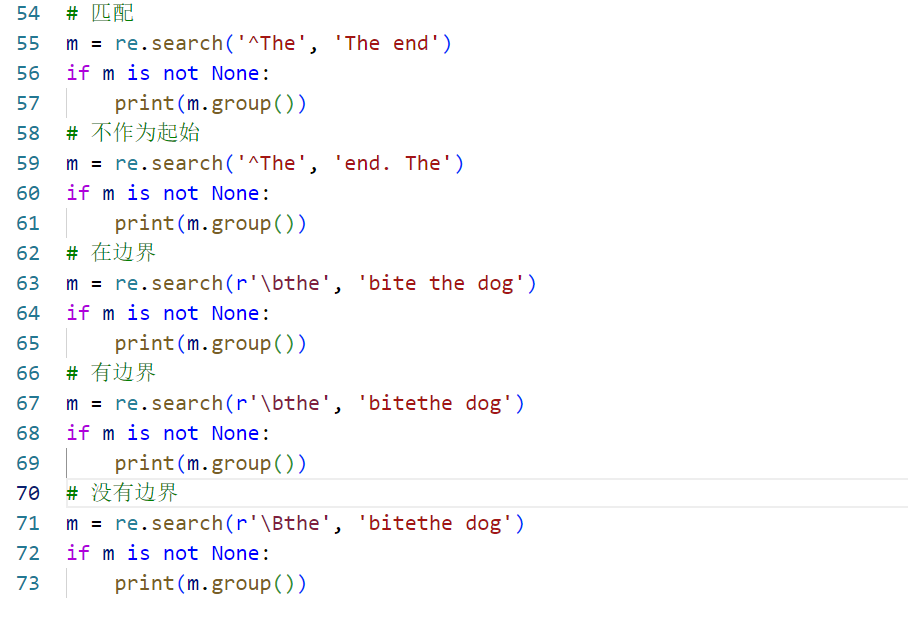 54 # 匹配
55 m = re.search('^The', 'The end')
56 if m is not None:
57     print(m.group())
58 # 不作为起始
59 m = re.search('^The', 'end. The')
60 if m is not None:
61     print(m.group())
62 # 在边界
63 m = re.search(r'\bthe', 'bite the dog')
64 if m is not None:
65     print(m.group())
66 # 有边界
67 m = re.search(r'\bthe', 'bitethe dog')
68 if m is not None:
69     print(m.group())
70 # 没有边界
71 m = re.search(r'\Bthe', 'bitethe dog')
72 if m is not None:
73     print(m.group())